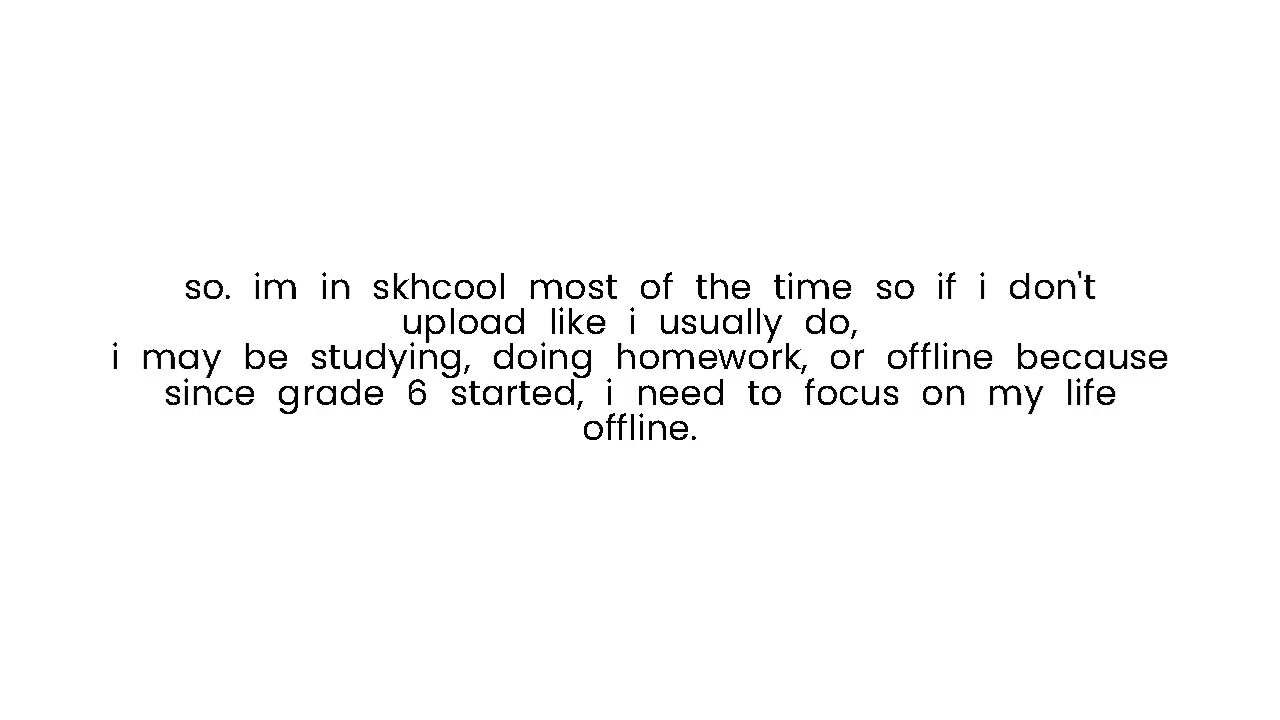 so. im in skhcool most of the time so if i don't
upload like i usually do,
i may be studying, doing homework, or offline because
since grade 6 started, i need to focus on my life
offline.